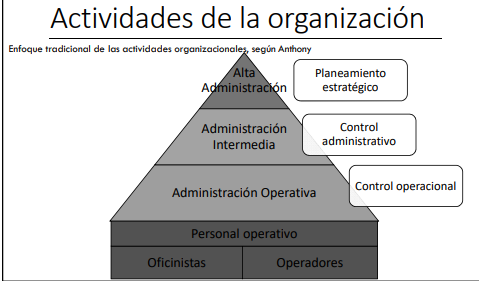 Actividades de la organización
Enfoque tradicional de las actividades organizacionales, según Anthony
Alta
Administración
Planeamiento
estratégico
Administración
Intermedia
Control
administrativo
Administración Operativa
Control operacional
Personal operativo
Oficinistas
Operadores